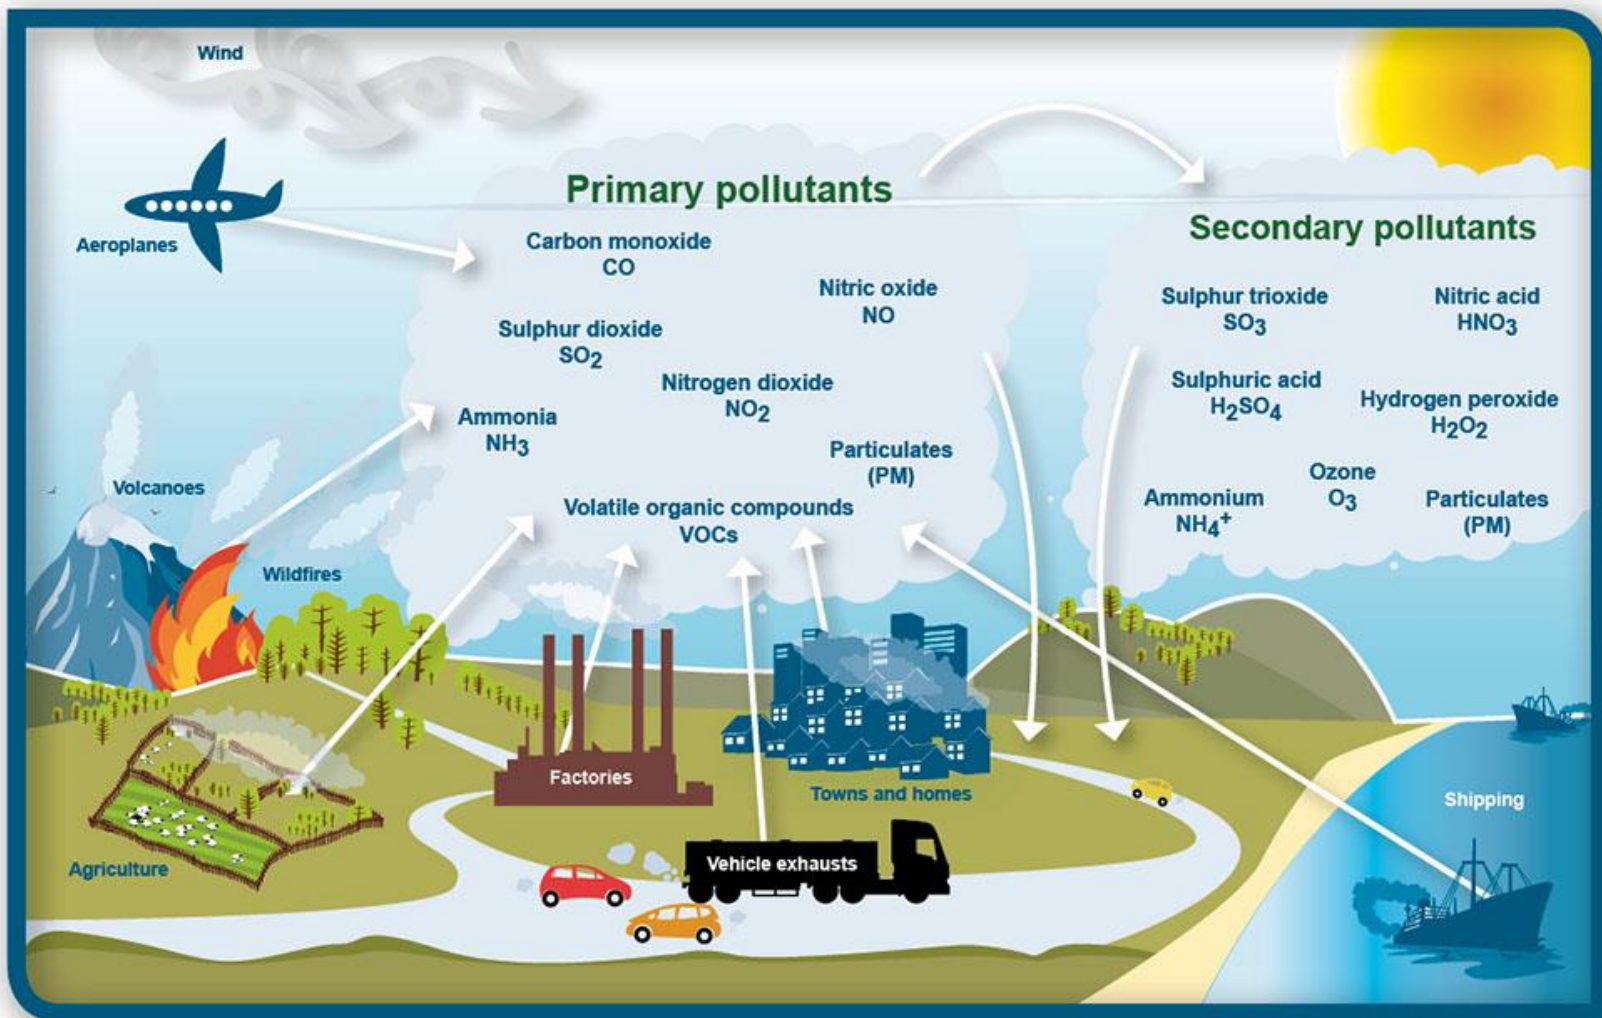 Wind
Aeroplanes
Primary pollutants
Carbon monoxide
CO
Nitric oxide
NO
Sulphur dioxide
SO2
Nitrogen dioxide
NO2
Ammonia
NH3
Particulates
(PM)
Volatile organic compounds
VOCs
Secondary pollutants
Sulphur trioxide
SO3
Nitric acid
HNO3
Sulphuric acid
H2SO4
Hydrogen peroxide
H2O2
Ozone
O3
Ammonium
NH4+
Particulates
(PM)
Volcanoes
Wildfires
Agriculture
Factories
Towns and homes
Vehicle exhausts
Shipping